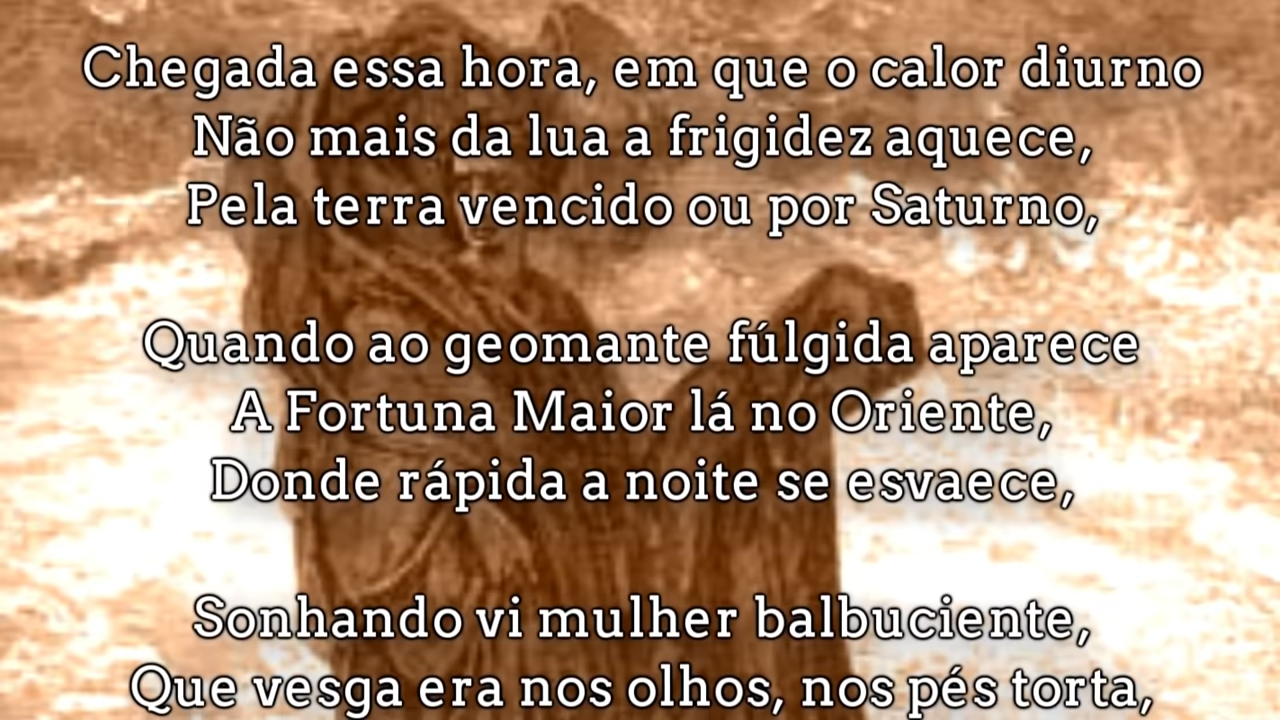 Chegada essa hora, em que o calor diurno
Não mais da lua a frigidez aquece,
Pela terra vencido ou por Saturno,
Quando ao geomante fúlgida aparece
A Fortuna Maior lá no Oriente,
Donde rápida a noite se esvaece,
Sonhando vi mulher balbuciente,
Que vesga era nos olhos, nos pés torta,